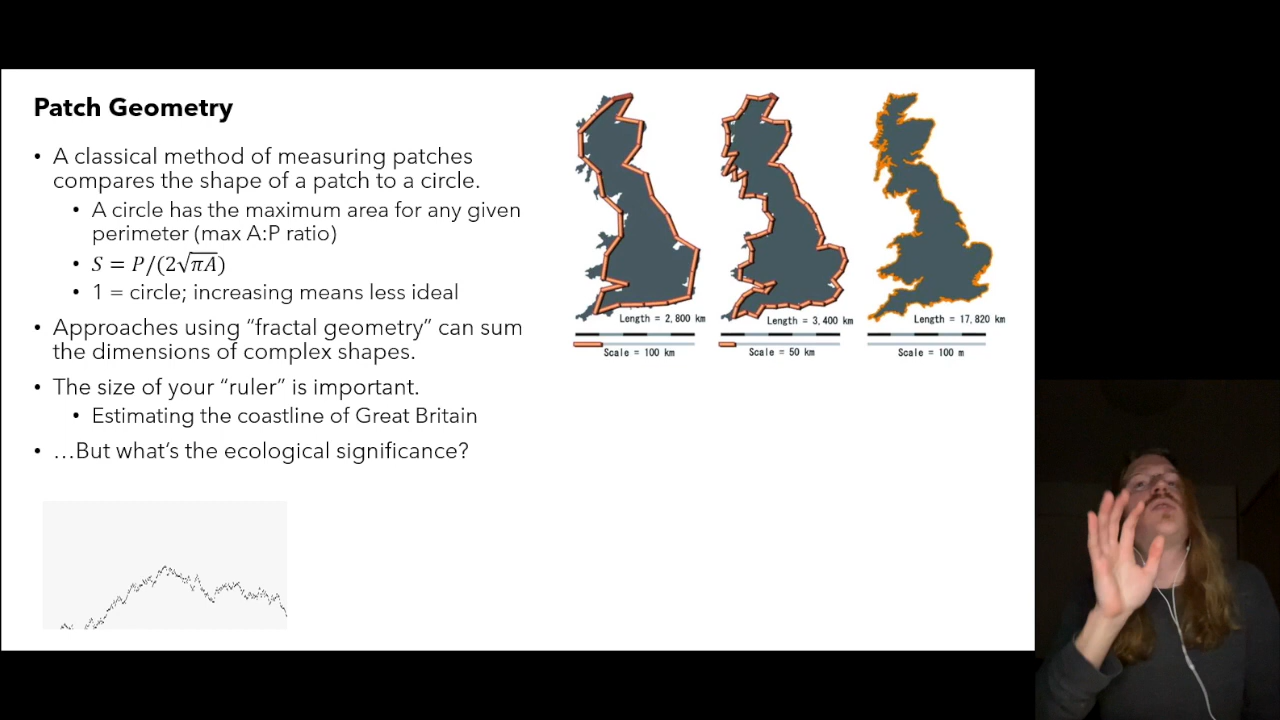 Patch Geometry
• A classical method of measuring patches
compares the shape of a patch to a circle.
• A circle has the maximum area for any given
perimeter (max A:P ratio)
• S = P/(2√πA)
• 1 = circle; increasing means less ideal
• Approaches using “fractal geometry” can sum
the dimensions of complex shapes.
• The size of your “ruler” is important.
• Estimating the coastline of Great Britain
• …But what’s the ecological significance?
Length = 2,800 km
Scale = 100 km
Length = 3,400 km
Scale = 50 km
Length = 17,820 km
Scale = 100 m